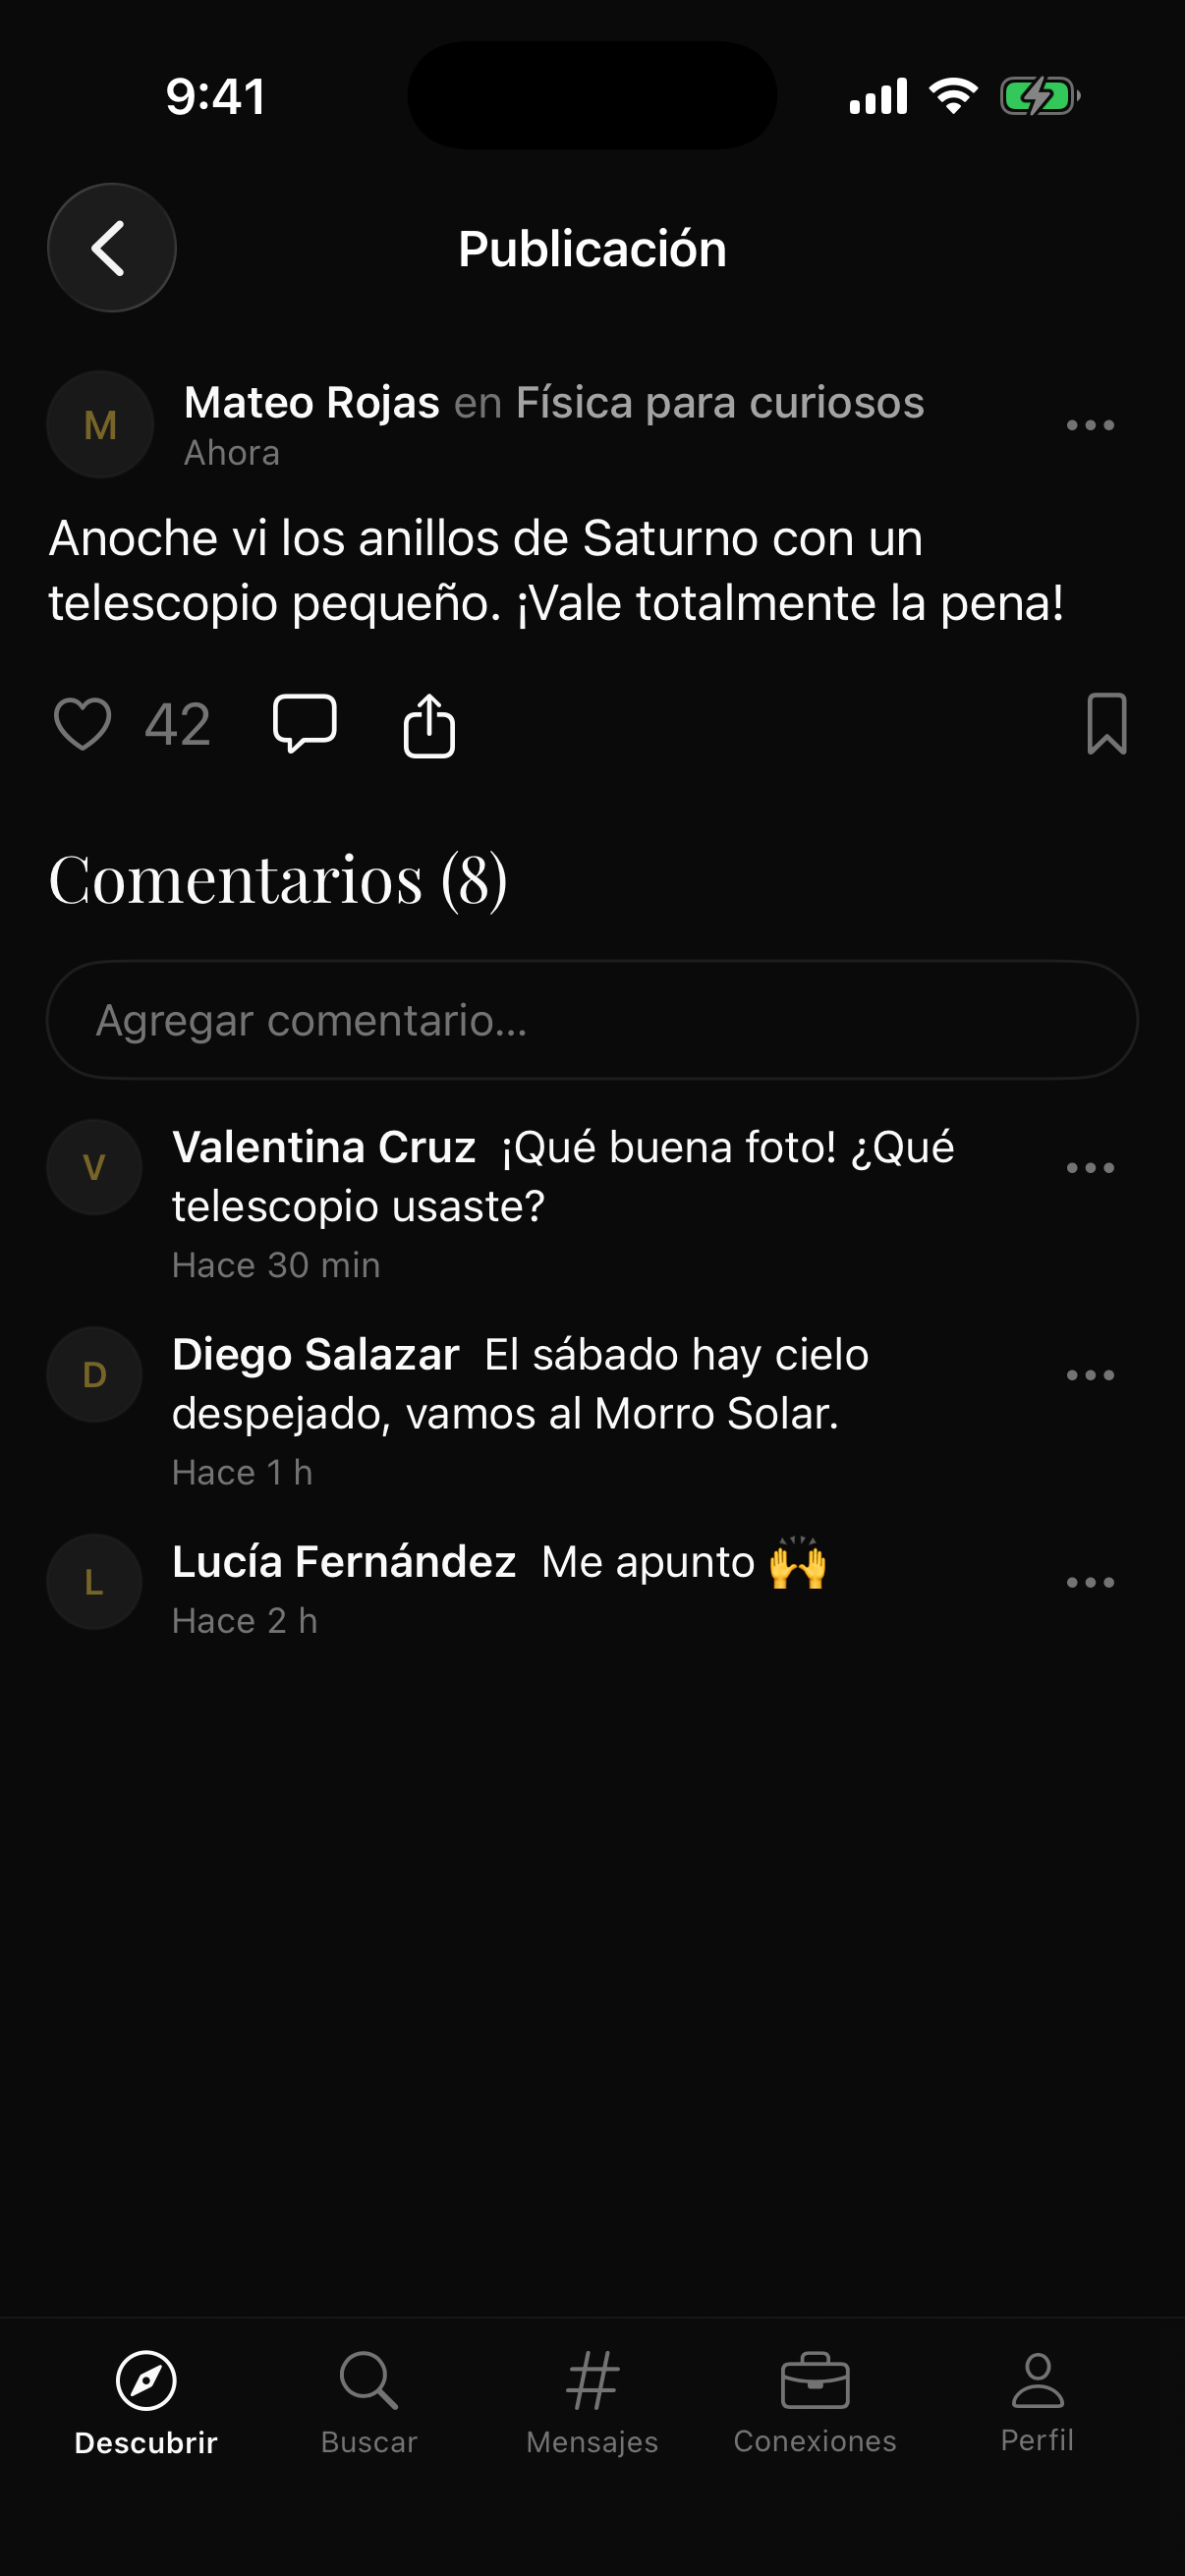 9:41
Publicación
M
Mateo Rojas en Física para curiosos
Ahora
Anoche vi los anillos de Saturno con un
telescopio pequeño. ¡Vale totalmente la pena!
42
Comentarios (8)
Agregar comentario...
V
Valentina Cruz ¡Qué buena foto! ¿Qué
telescopio usaste?
Hace 30 min
D
Diego Salazar El sábado hay cielo
despejado, vamos al Morro Solar.
Hace 1 h
L
Lucía Fernández Me apunto 🙌
Hace 2 h
Descubrir
Buscar
Mensajes
Conexiones
Perfil